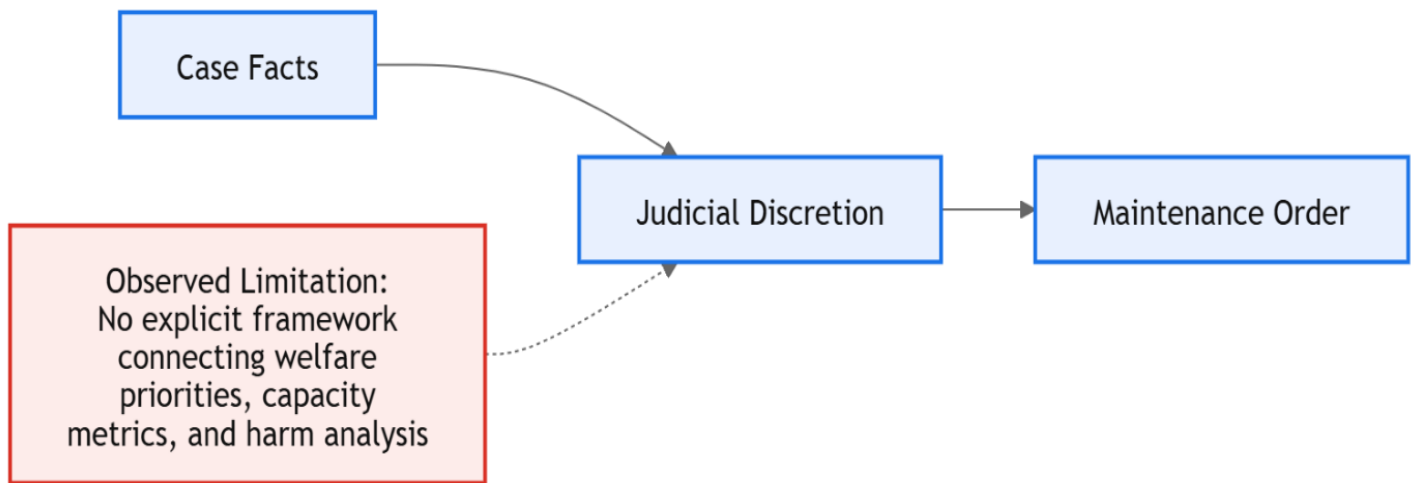 Case Facts
Judicial Discretion
Maintenance Order
Observed Limitation:
No explicit framework
connecting welfare
priorities, capacity
metrics, and harm analysis